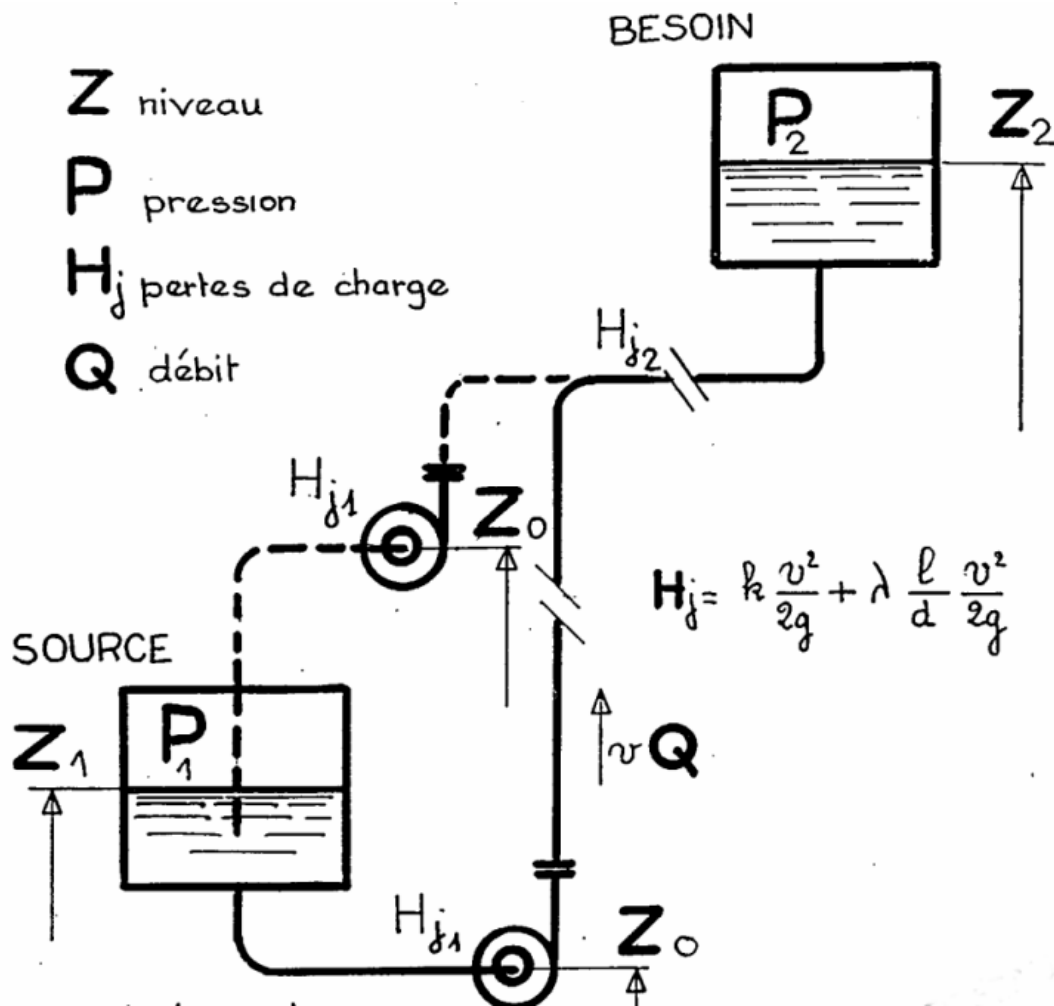 BESOIN
Z niveau
P pression
Hj pertes de charge
Q débit
P2
Z2
Hj2
Hj1
Z0
Hj = k v²/2g + λ l/d v²/2g
SOURCE
Z1
P1
v Q
Hj1
Z0